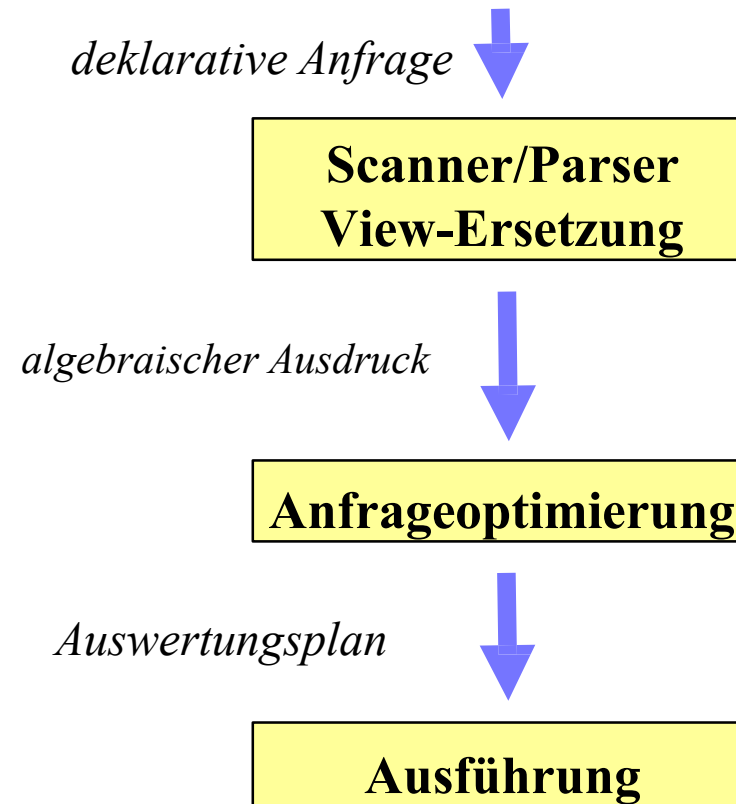 deklarative Anfrage
Scanner/Parser
View-Ersetzung
algebraischer Ausdruck
Anfrageoptimierung
Auswertungsplan
Ausführung